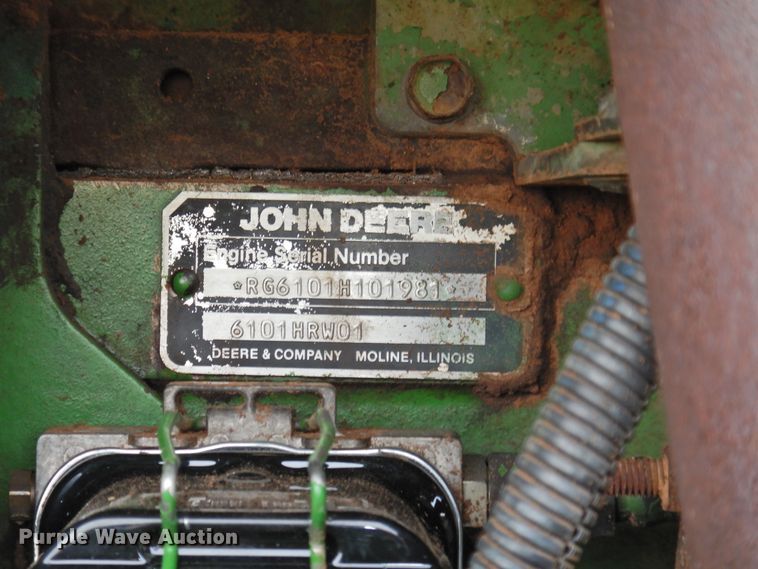 JOHN DEERE
Engine Serial Number
*RG6101H101981*
6101HRW01
DEERE & COMPANY MOLINE, ILLINOIS
Purple Wave Auction